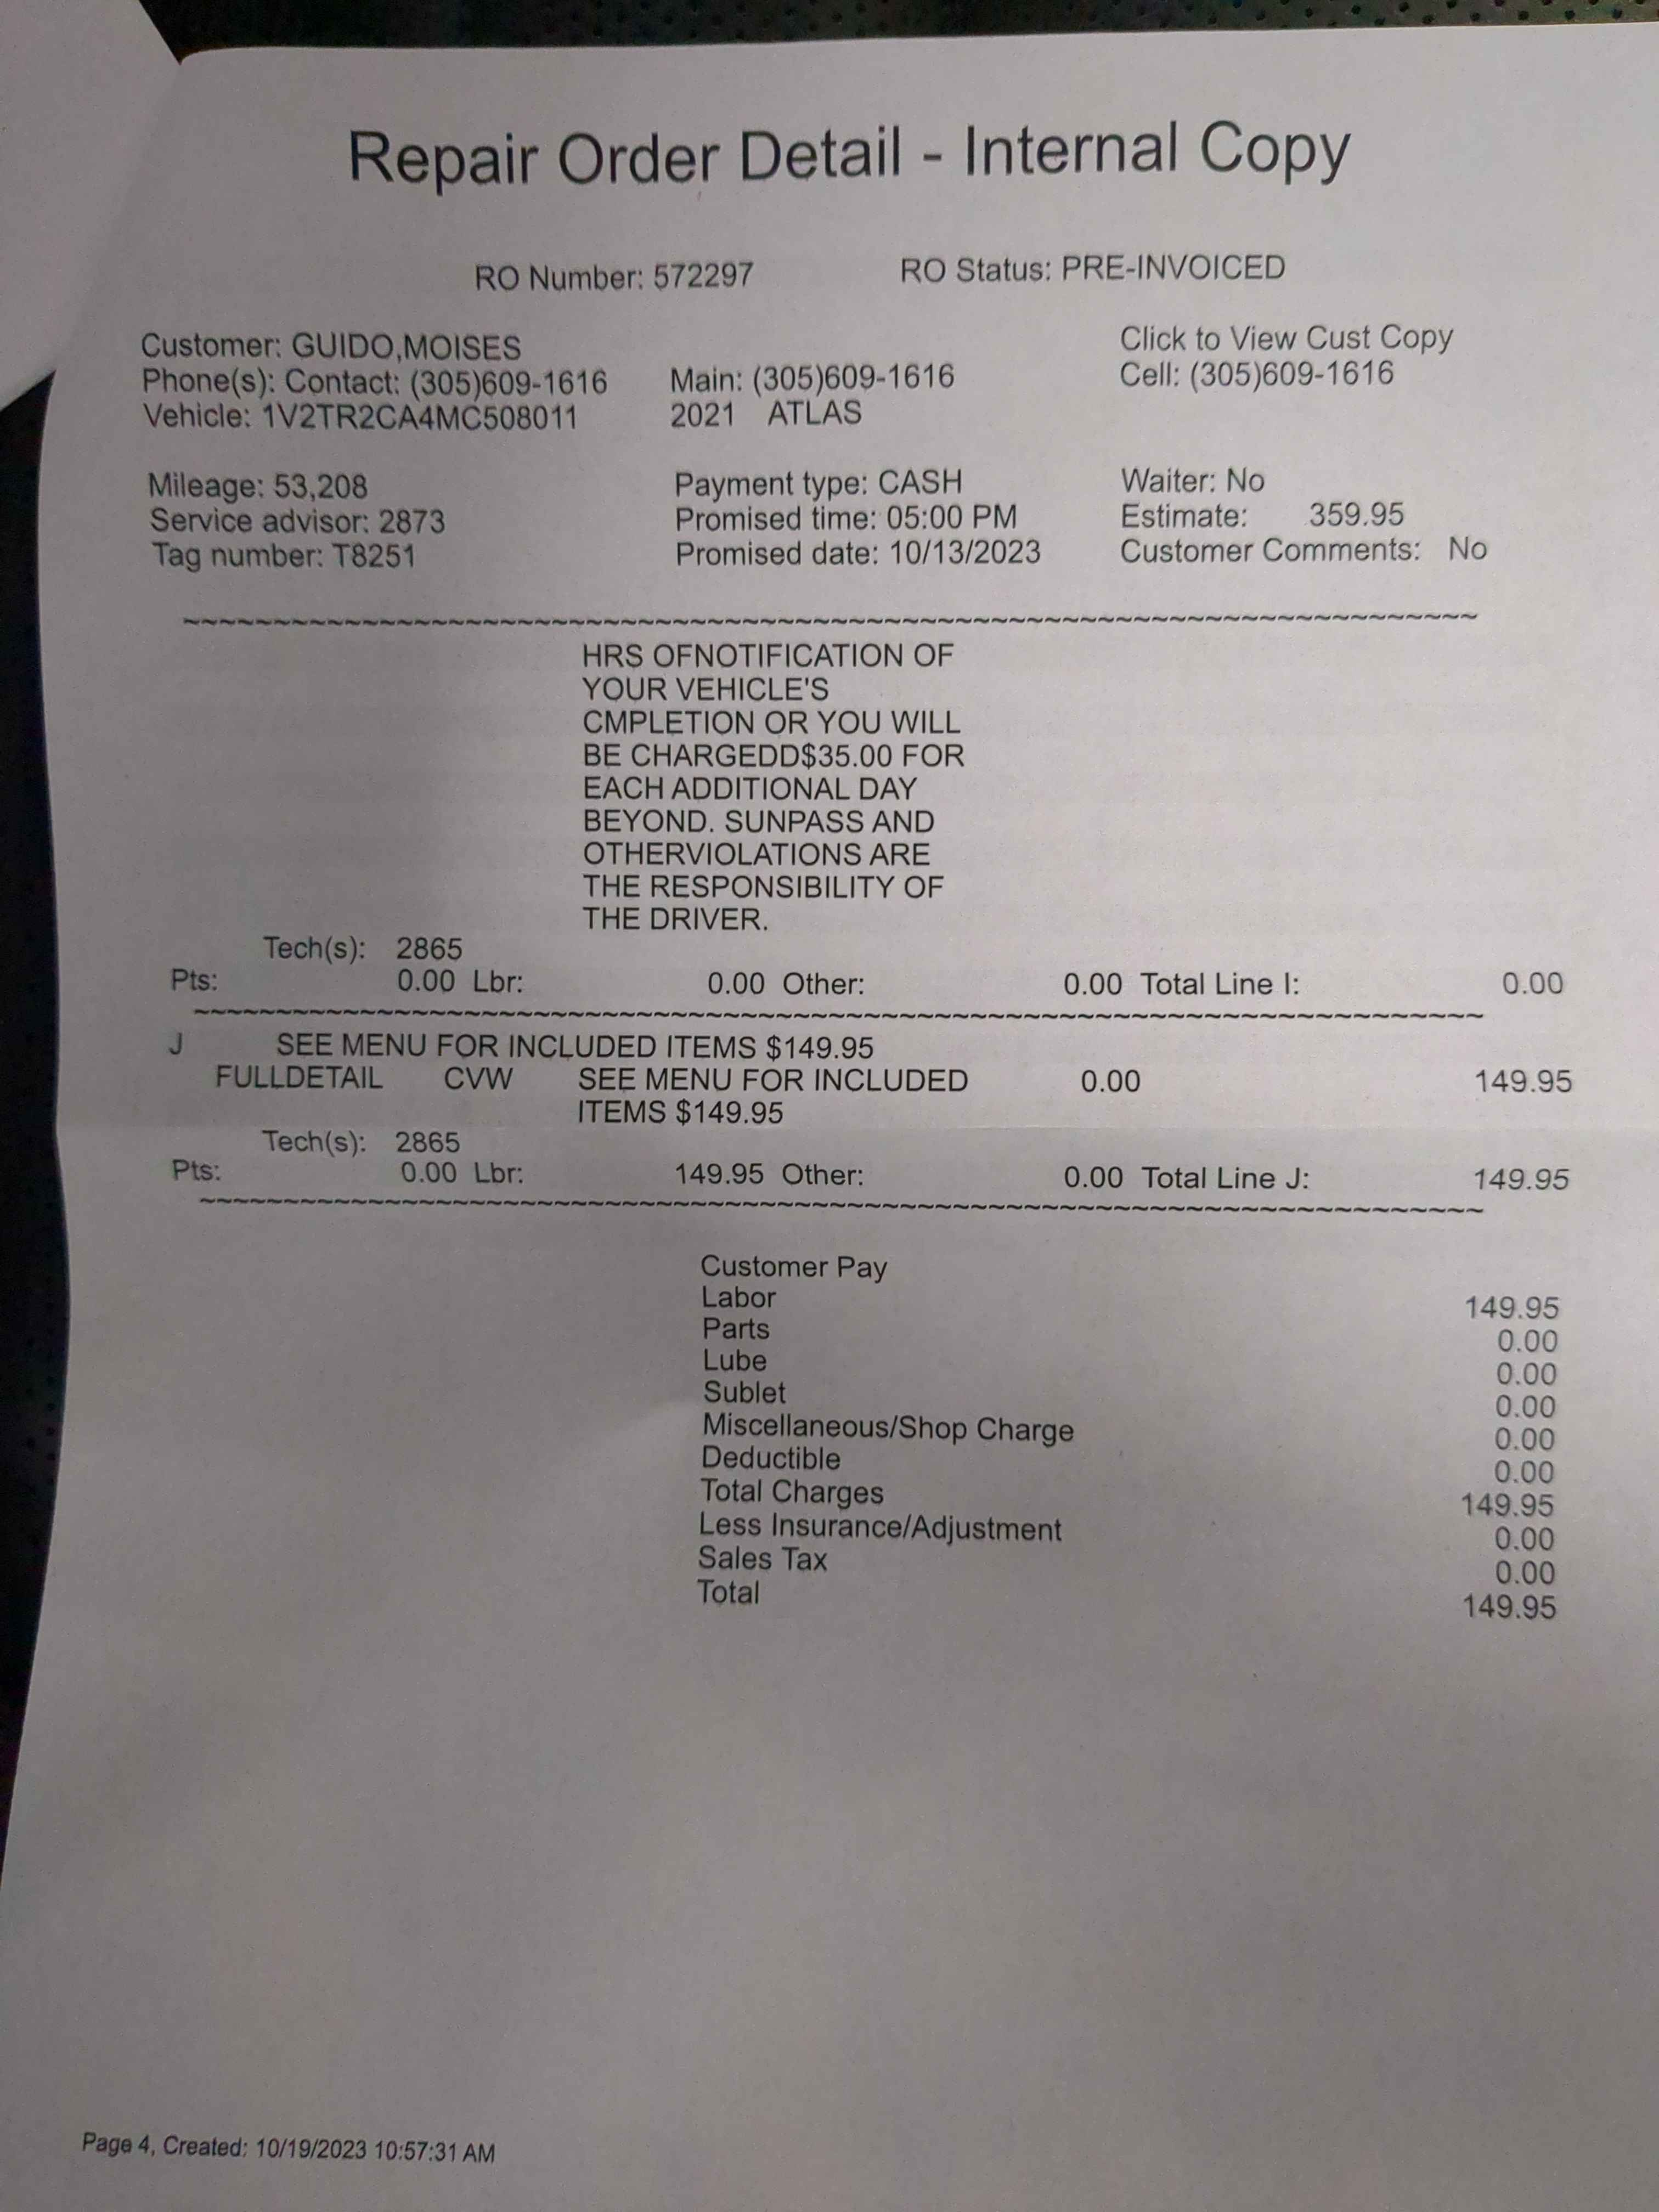 Repair Order Detail - Internal Copy
RO Number: 572297 RO Status: PRE-INVOICED
Customer: GUIDO,MOISES Click to View Cust Copy
Phone(s): Contact: (305)609-1616 Main: (305)609-1616 Cell: (305)609-1616
Vehicle: 1V2TR2CA4MC508011 2021 ATLAS
Mileage: 53,208 Payment type: CASH Waiter: No
Service advisor: 2873 Promised time: 05:00 PM Estimate: 359.95
Tag number: T8251 Promised date: 10/13/2023 Customer Comments: No
HRS OFNOTIFICATION OF
YOUR VEHICLE'S
CMPLETION OR YOU WILL
BE CHARGEDD$35.00 FOR
EACH ADDITIONAL DAY
BEYOND. SUNPASS AND
OTHERVIOLATIONS ARE
THE RESPONSIBILITY OF
THE DRIVER.
Tech(s): 2865
Pts: 0.00 Lbr: 0.00 Other: 0.00 Total Line I: 0.00
J SEE MENU FOR INCLUDED ITEMS $149.95
FULLDETAIL CVW SEE MENU FOR INCLUDED 0.00 149.95
ITEMS $149.95
Tech(s): 2865
Pts: 0.00 Lbr: 149.95 Other: 0.00 Total Line J: 149.95
Customer Pay
Labor 149.95
Parts 0.00
Lube 0.00
Sublet 0.00
Miscellaneous/Shop Charge 0.00
Deductible 0.00
Total Charges 149.95
Less Insurance/Adjustment 0.00
Sales Tax 0.00
Total 149.95
Page 4, Created: 10/19/2023 10:57:31 AM